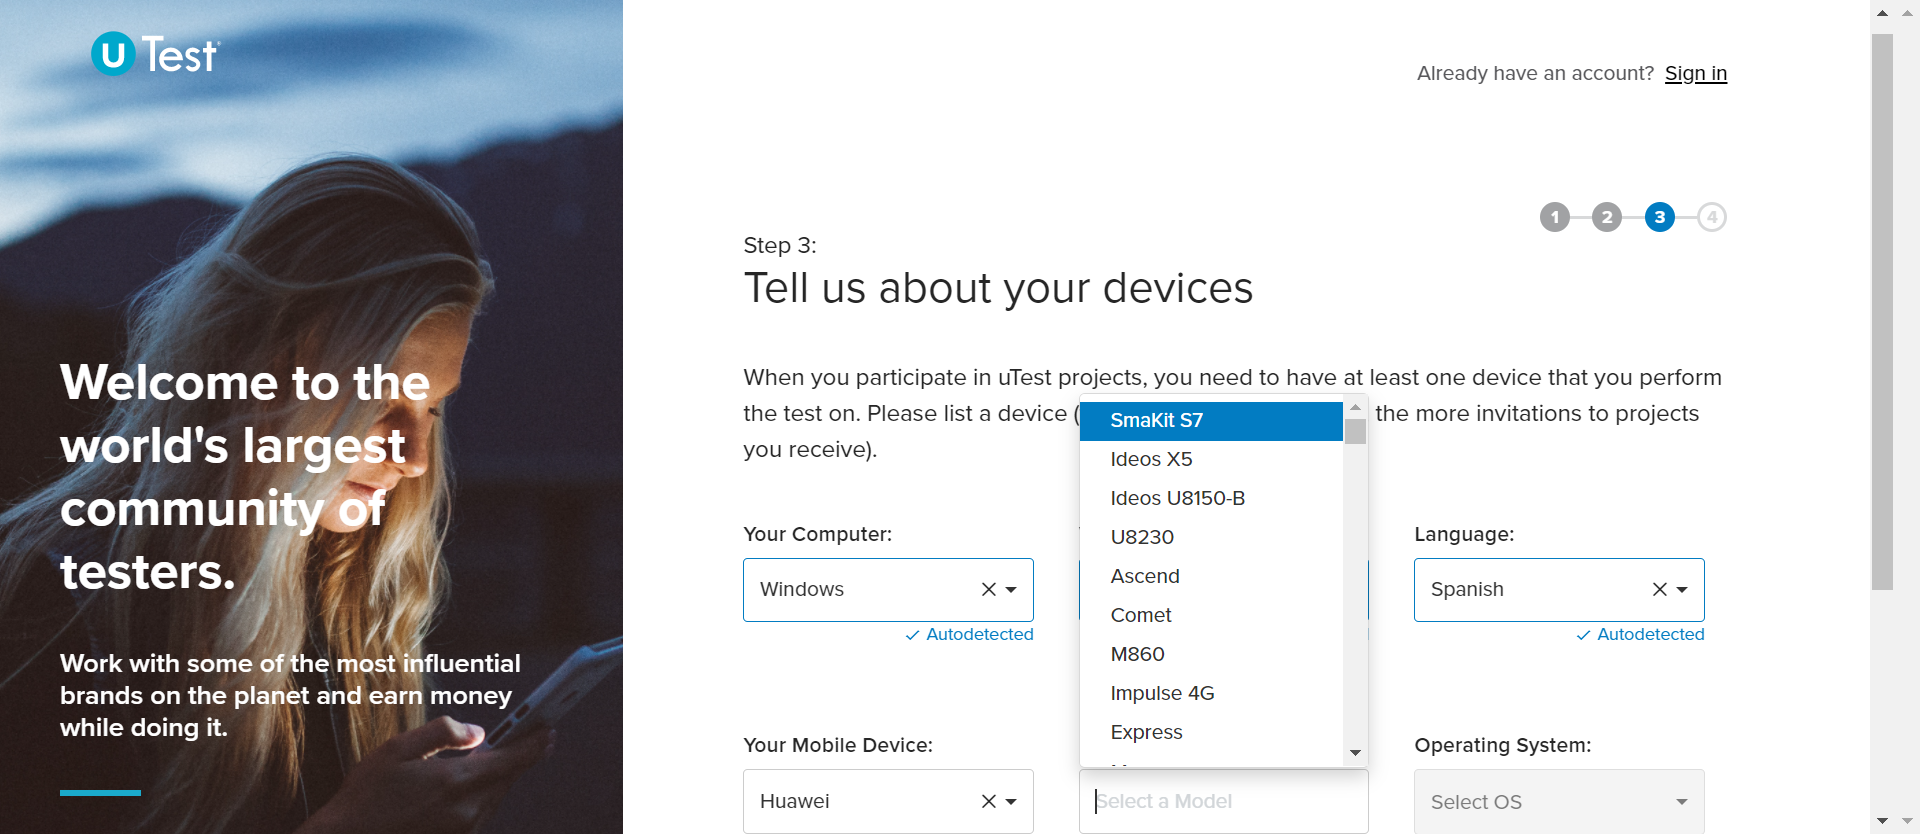 u Test
Welcome to the
world's largest
community of
testers.
Work with some of the most influential
brands on the planet and earn money
while doing it.
Already have an account? Sign in
1 2 3 4
Step 3:
Tell us about your devices
When you participate in uTest projects, you need to have at least one device that you perform
the test on. Please list a device ( the more invitations to projects
you receive).
Your Computer:
Windows
Autodetected
Language:
Spanish
Autodetected
SmaKit S7
Ideos X5
Ideos U8150-B
U8230
Ascend
Comet
M860
Impulse 4G
Express
Your Mobile Device:
Huawei
Select a Model
Operating System:
Select OS